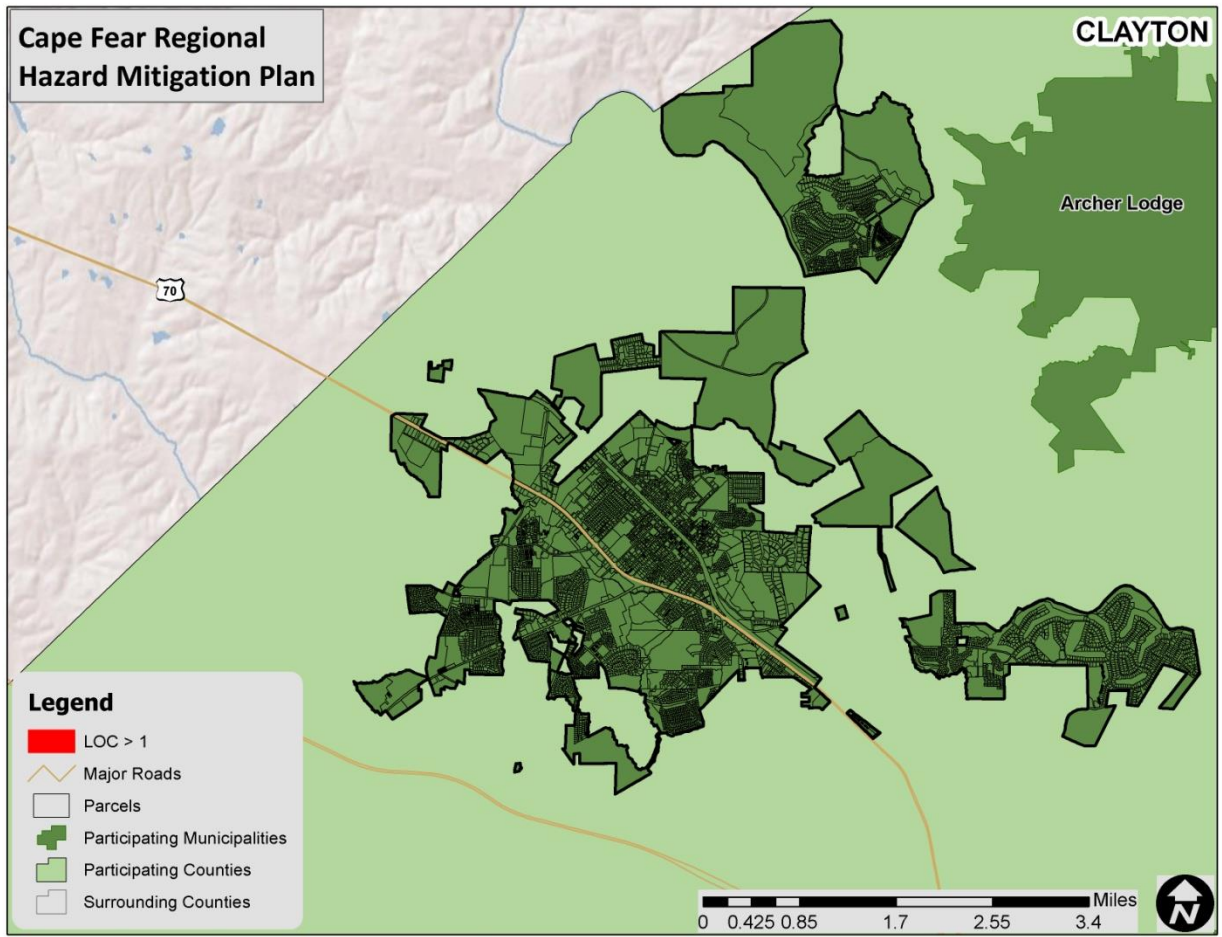 Cape Fear Regional
Hazard Mitigation Plan
CLAYTON
Archer Lodge
70
Legend
LOC > 1
Major Roads
Parcels
Participating Municipalities
Participating Counties
Surrounding Counties
Miles
0 0.425 0.85 1.7 2.55 3.4
N